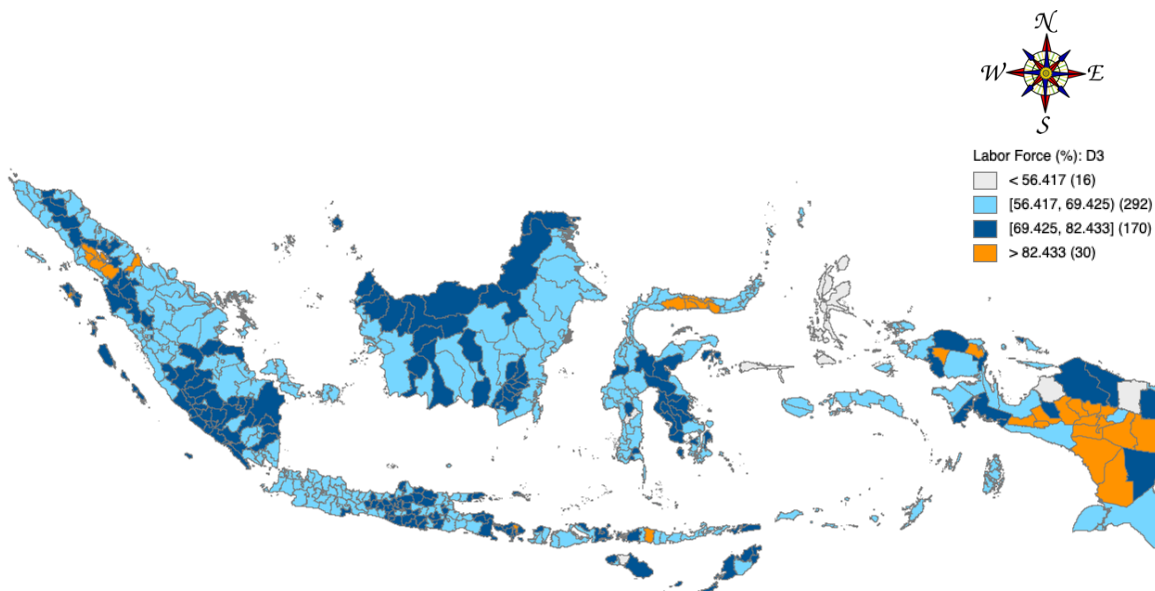 N
W E
S
Labor Force (%): D3
< 56.417 (16)
[56.417, 69.425) (292)
[69.425, 82.433] (170)
> 82.433 (30)